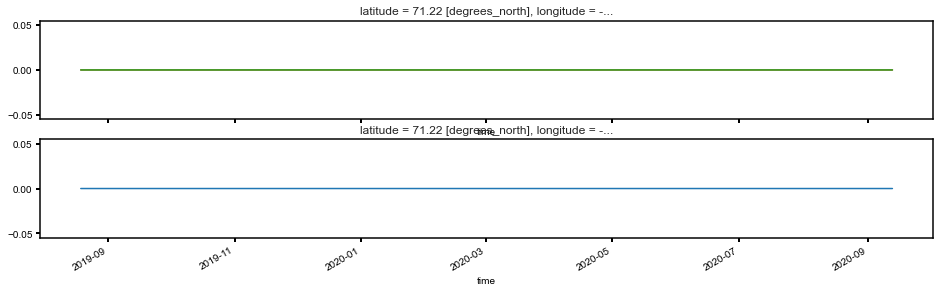 latitude = 71.22 [degrees_north], longitude = -...
0.05
0.00
−0.05
time
latitude = 71.22 [degrees_north], longitude = -...
0.05
0.00
−0.05
2019-09 2019-11 2020-01 2020-03 2020-05 2020-07 2020-09
time